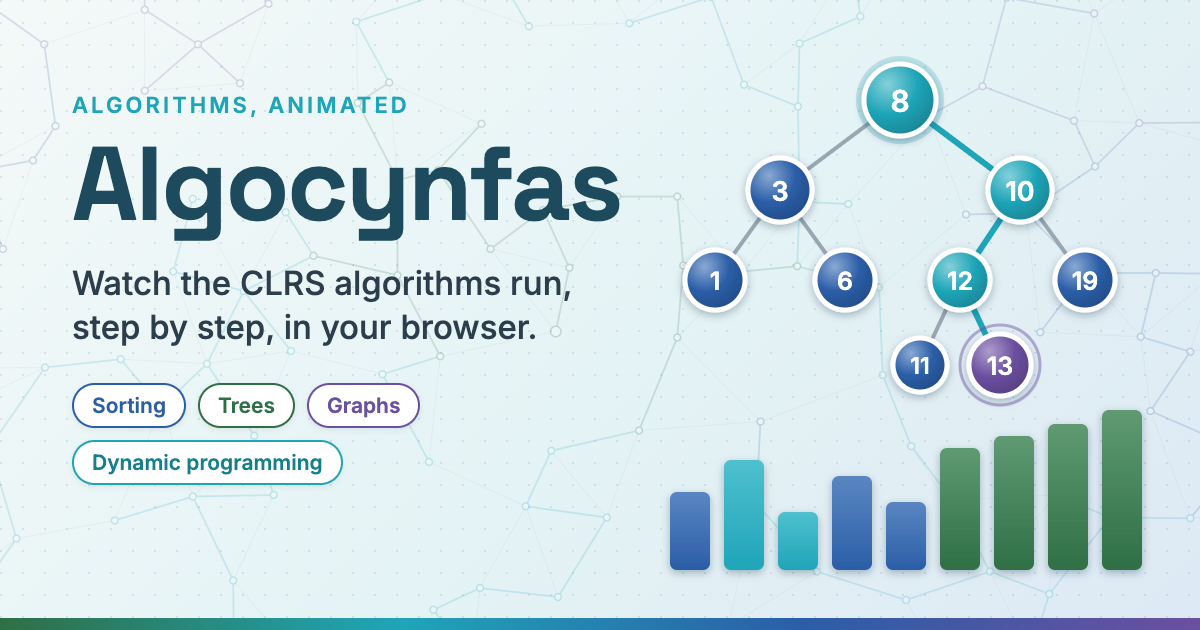 ALGORITHMS, ANIMATED
Algocynfas
Watch the CLRS algorithms run,
step by step, in your browser.
Sorting Trees Graphs
Dynamic programming
8
3 10
1 6 12 19
11 13